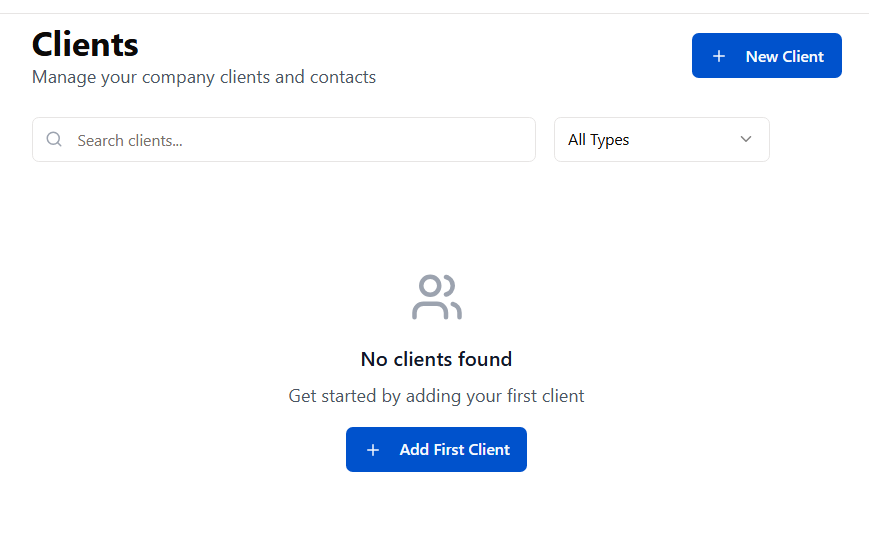 Clients
Manage your company clients and contacts
New Client
Search clients...
All Types
No clients found
Get started by adding your first client
Add First Client